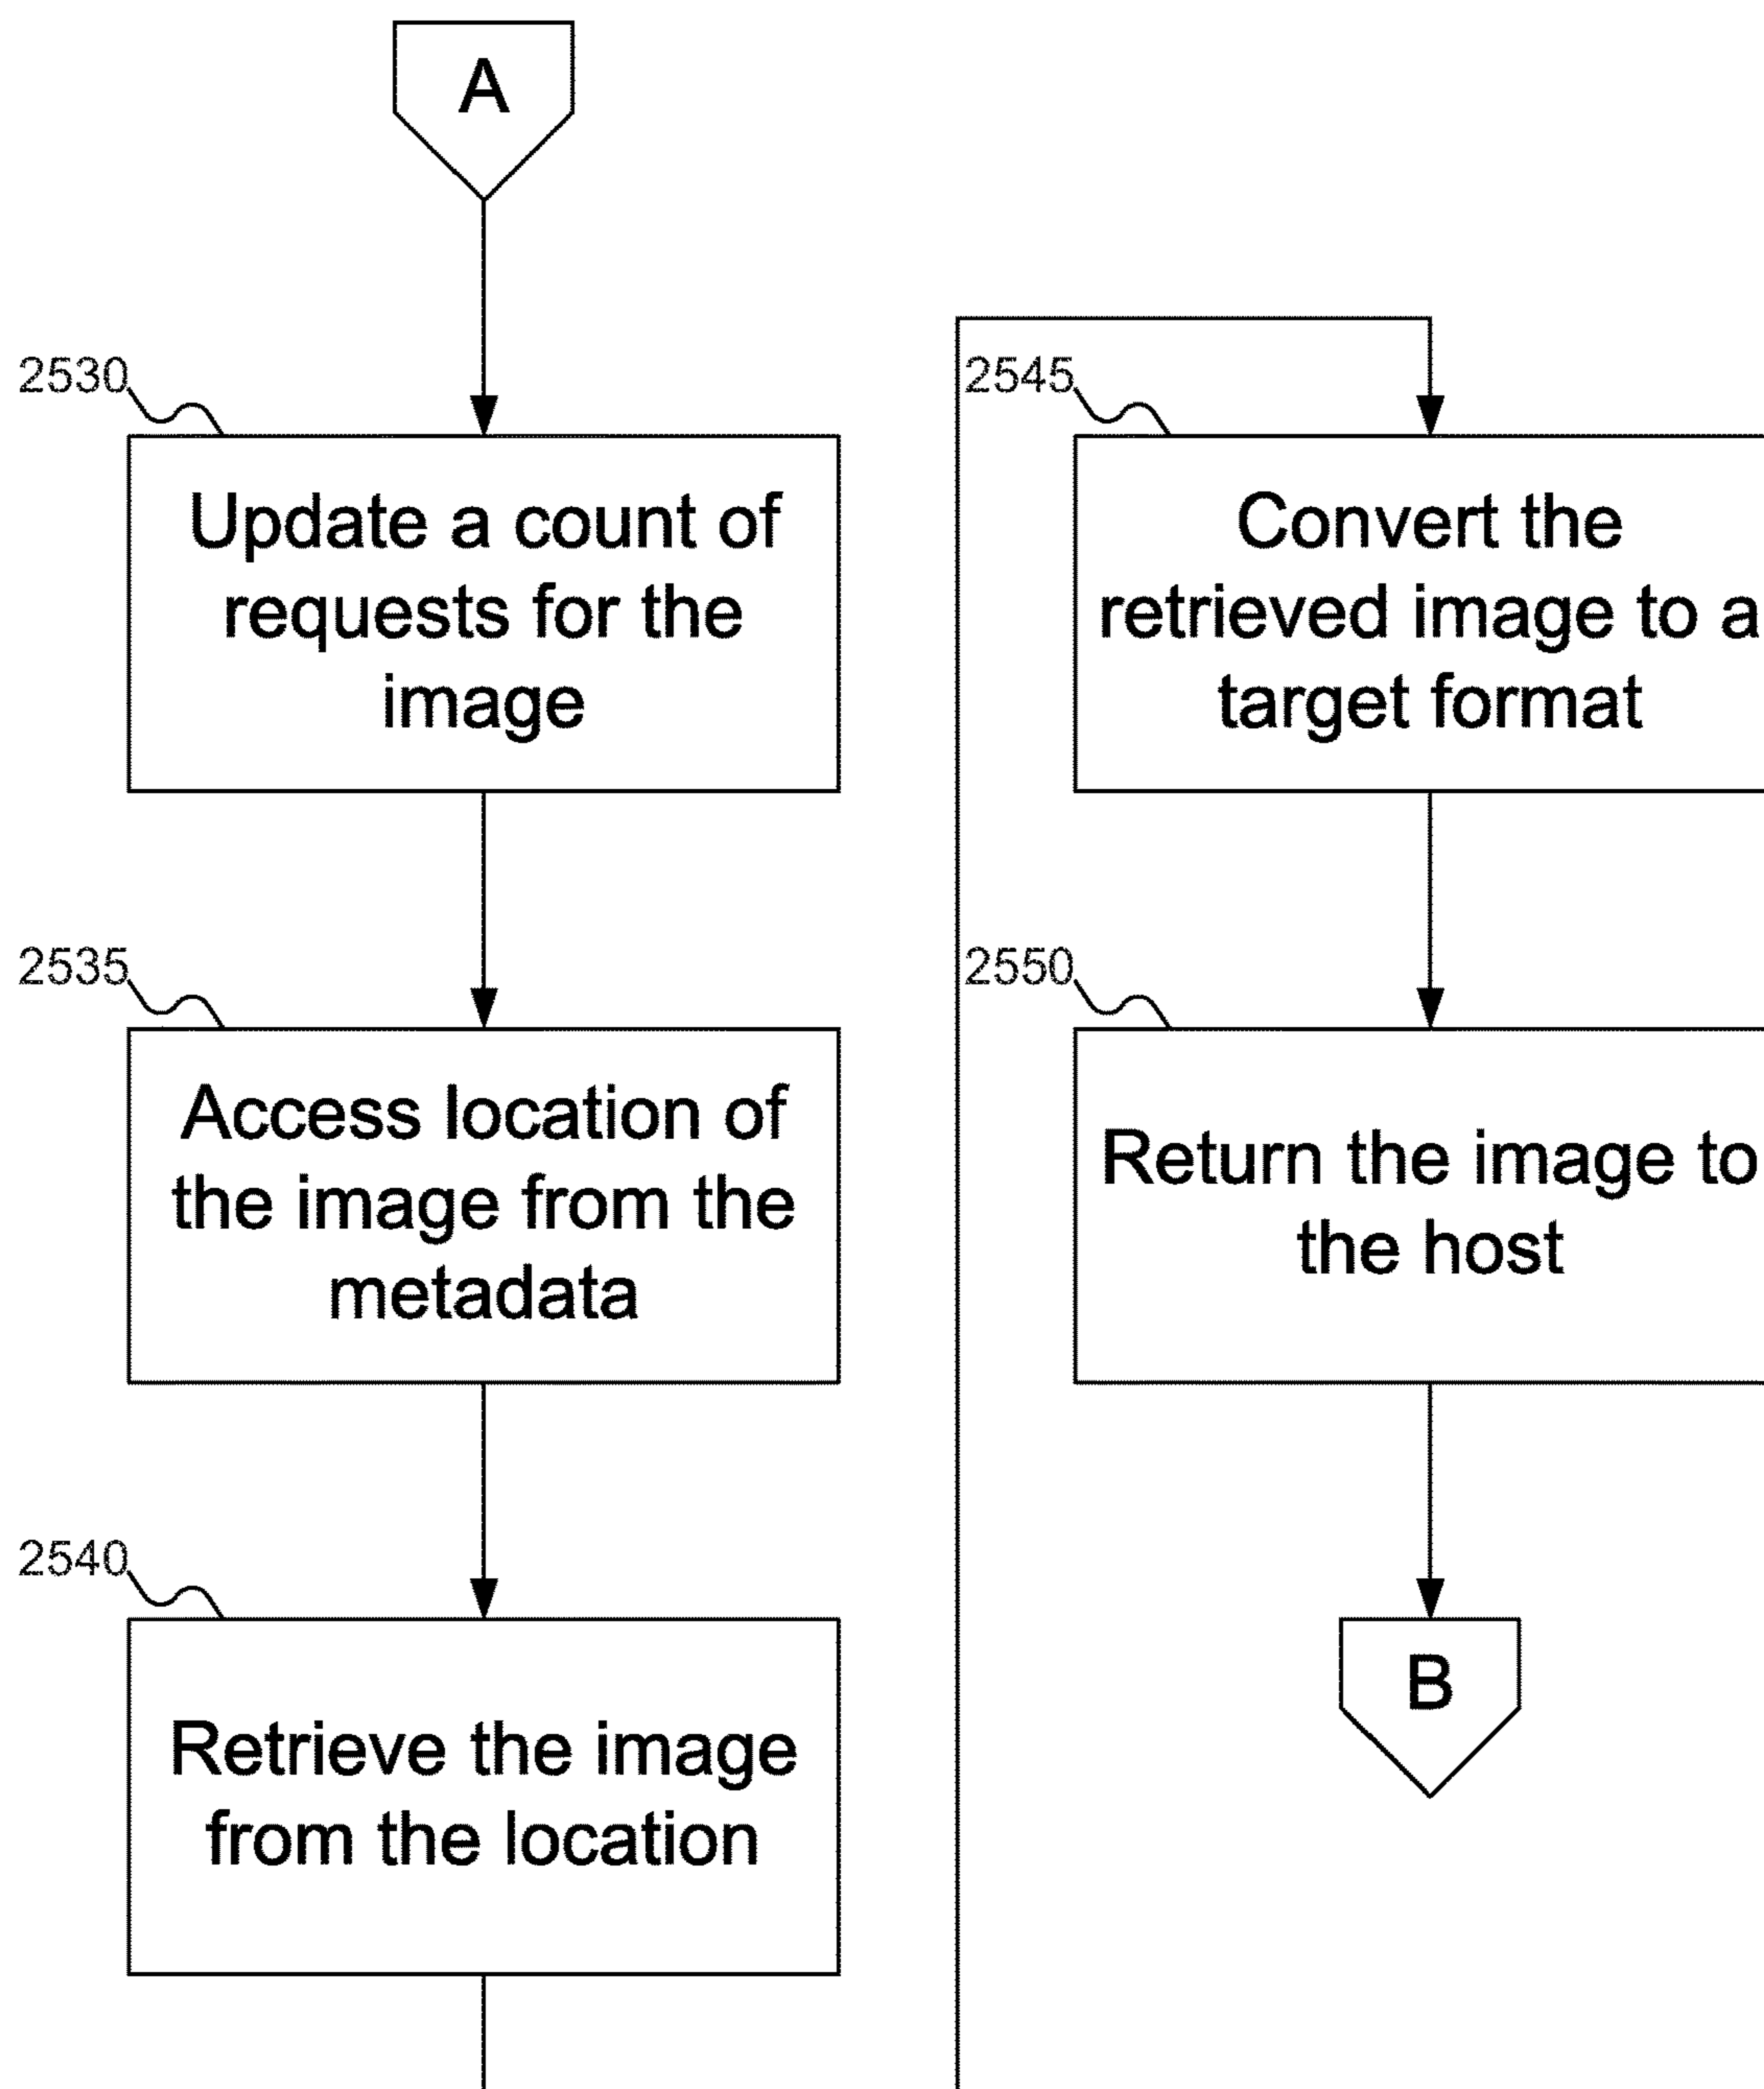 A
2530
Update a count of
requests for the
image
2535
Access location of
the image from the
metadata
2540
Retrieve the image
from the location
2545
Convert the
retrieved image to a
target format
2550
Return the image to
the host
B